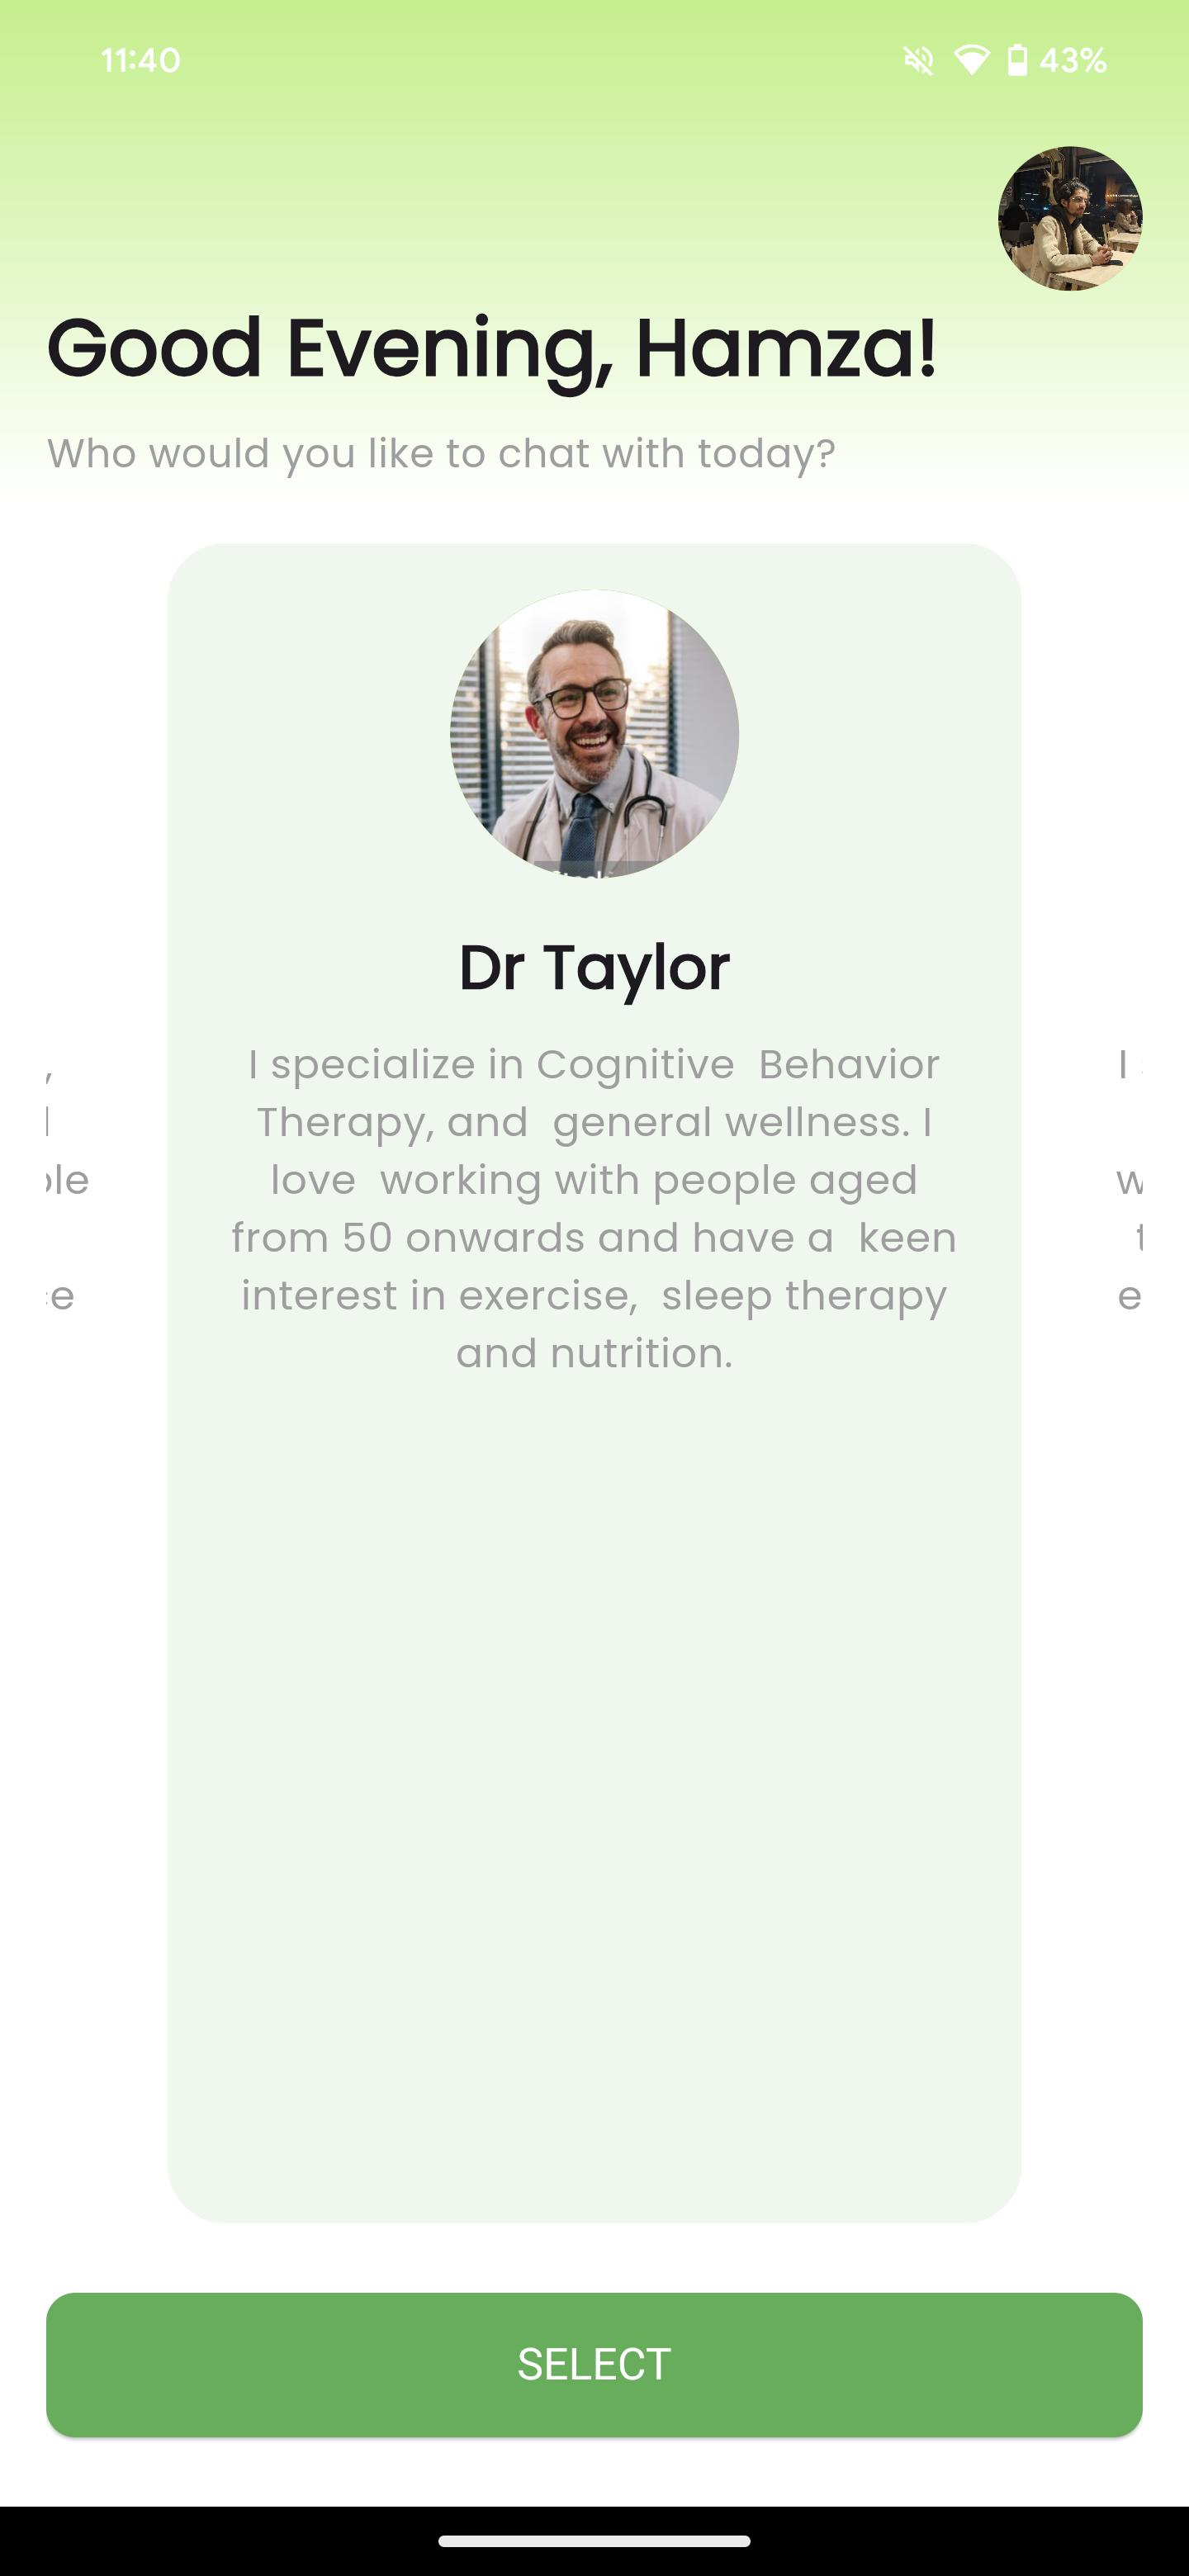 11:40
43%
Good Evening, Hamza!
Who would you like to chat with today?
Dr Taylor
I specialize in Cognitive  Behavior
Therapy, and  general wellness. I
love  working with people aged
from 50 onwards and have a  keen
interest in exercise,  sleep therapy
and nutrition.
SELECT